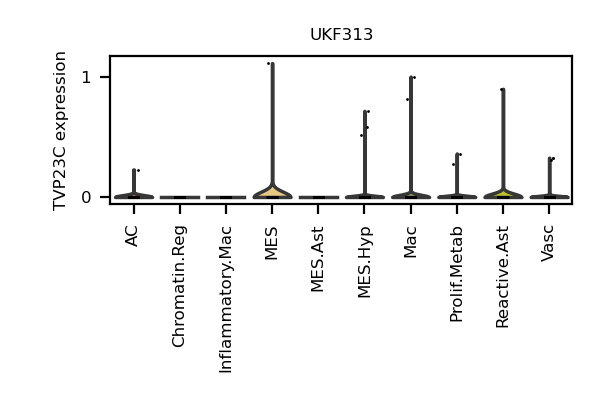 UKF313
TVP23C expression
1
0
AC
Chromatin.Reg
Inflammatory.Mac
MES
MES.Ast
MES.Hyp
Mac
Prolif.Metab
Reactive.Ast
Vasc